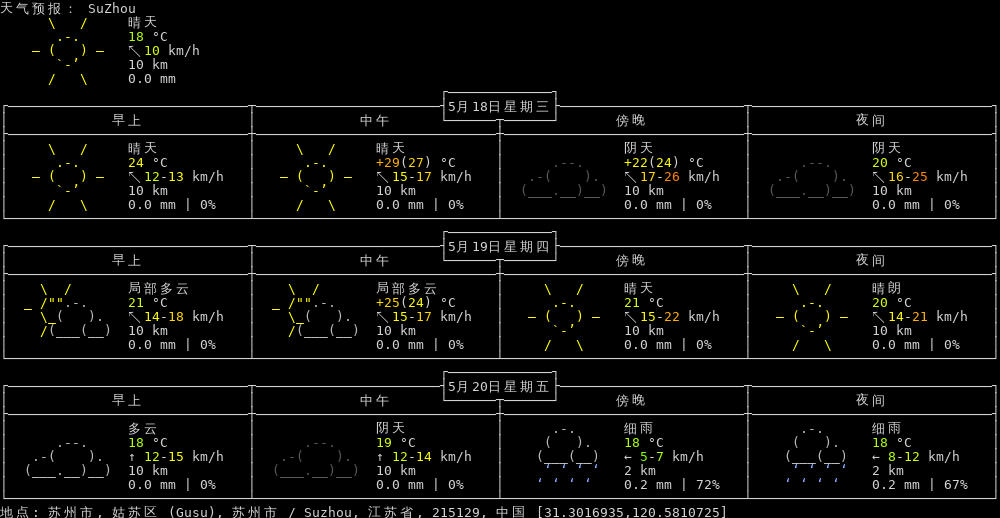 天气预报: SuZhou
晴天
18 °C
↖10 km/h
10 km
0.0 mm
5月18日星期三
早上 中午 傍晚 夜间
晴天 晴天 阴天 阴天
24 °C +29(27) °C +22(24) °C 20 °C
↖12-13 km/h ↖15-17 km/h ↖17-26 km/h ↖16-25 km/h
10 km 10 km 10 km 10 km
0.0 mm | 0% 0.0 mm | 0% 0.0 mm | 0% 0.0 mm | 0%
5月19日星期四
早上 中午 傍晚 夜间
局部多云 局部多云 晴天 晴朗
21 °C +25(24) °C 21 °C 20 °C
↖14-18 km/h ↖15-17 km/h ↖15-22 km/h ↖14-21 km/h
10 km 10 km 10 km 10 km
0.0 mm | 0% 0.0 mm | 0% 0.0 mm | 0% 0.0 mm | 0%
5月20日星期五
早上 中午 傍晚 夜间
多云 阴天 细雨 细雨
18 °C 19 °C 18 °C 18 °C
↑ 12-15 km/h ↑ 12-14 km/h ← 5-7 km/h ← 8-12 km/h
10 km 10 km 2 km 2 km
0.0 mm | 0% 0.0 mm | 0% 0.2 mm | 72% 0.2 mm | 67%
地点: 苏州市, 姑苏区 (Gusu), 苏州市 / Suzhou, 江苏省, 215129, 中国 [31.3016935,120.5810725]